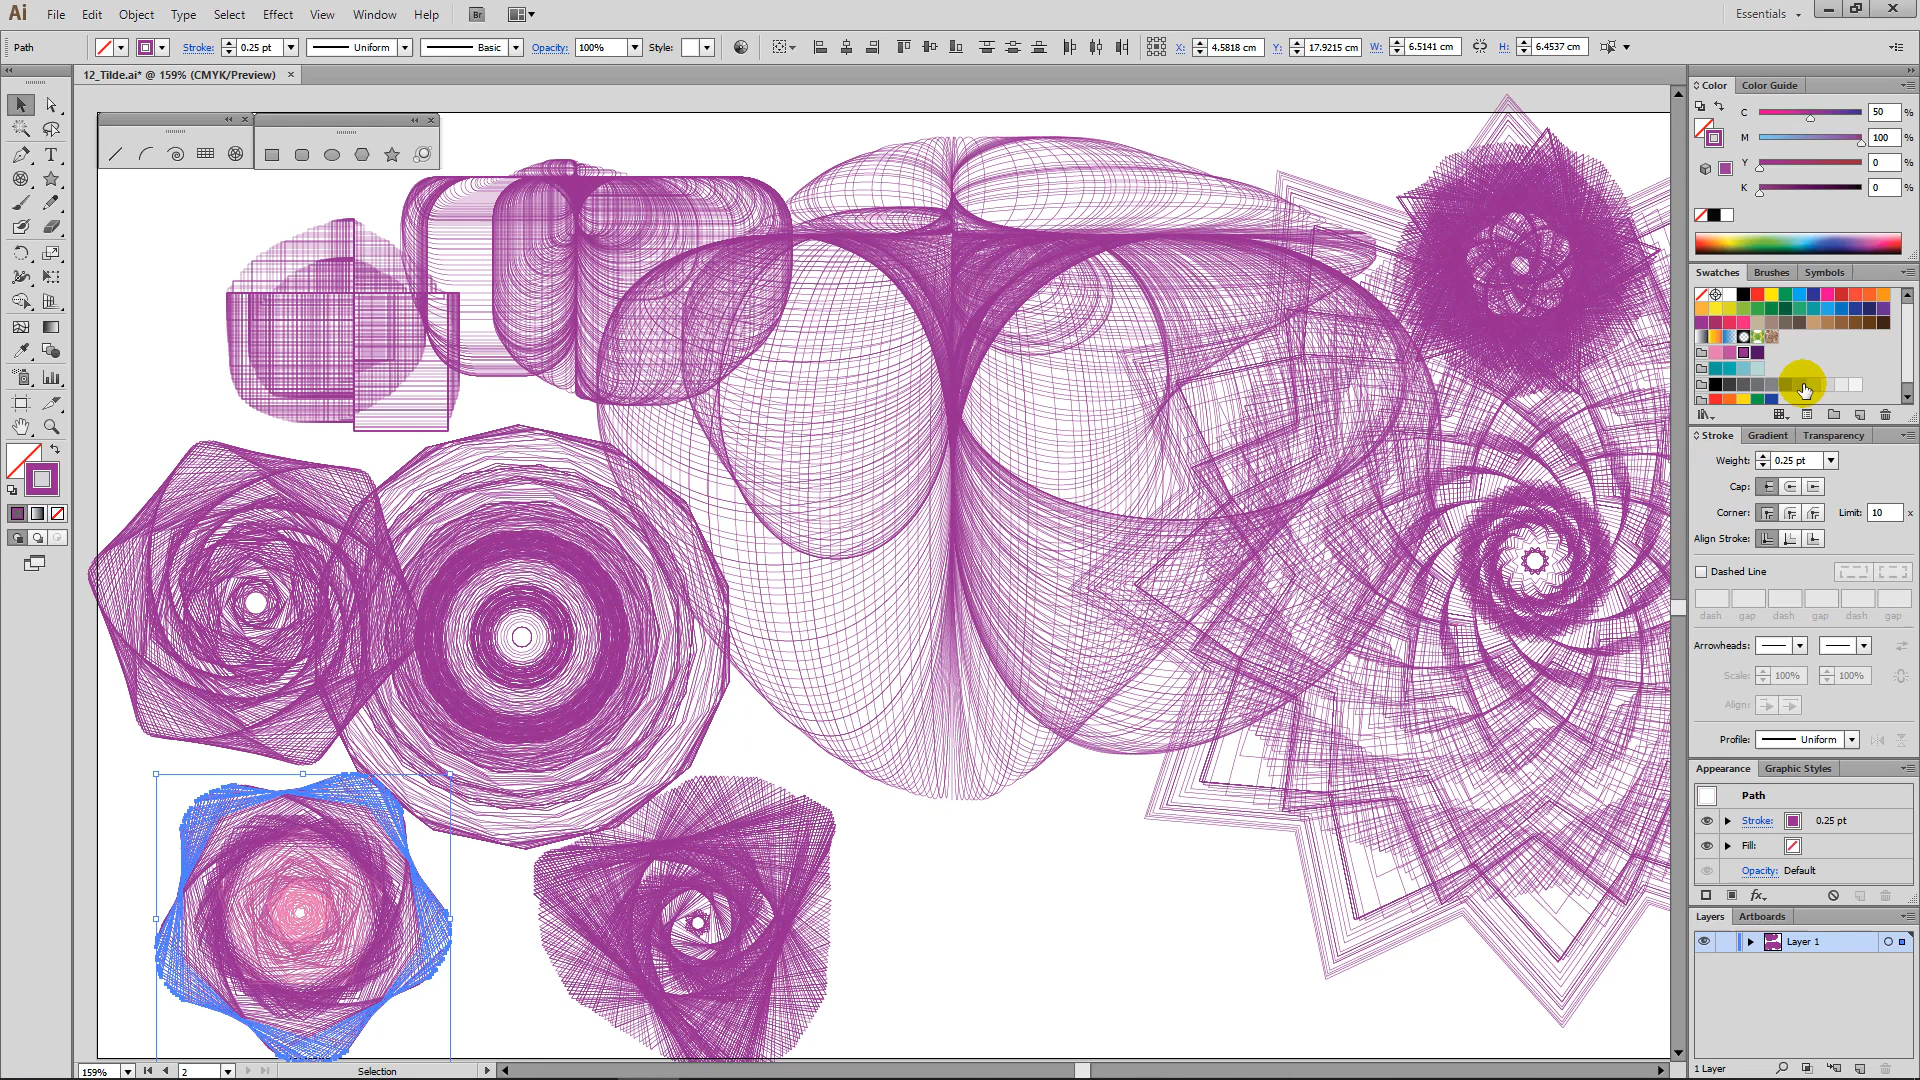 Ai File Edit Object Type Select Effect View Window Help Br Essentials
Path Stroke: 0.25 pt Uniform Basic Opacity: 100% Style: X: 4.5818 cm Y: 17.9215 cm W: 6.5141 cm H: 6.4537 cm
12_Tilde.ai* @ 159% (CMYK/Preview)
Color Color Guide
C 50 %
M 100 %
Y 0 %
K 0 %
Swatches Brushes Symbols
Stroke Gradient Transparency
Weight: 0.25 pt
Cap:
Corner: Limit: 10 x
Align Stroke:
Dashed Line
dash gap dash gap dash gap
Arrowheads:
Scale: 100% 100%
Align:
Profile: Uniform
Appearance Graphic Styles
Path
Stroke: 0.25 pt
Fill:
Opacity: Default
fx
Layers Artboards
Layer 1
1 Layer
159% 2 Selection